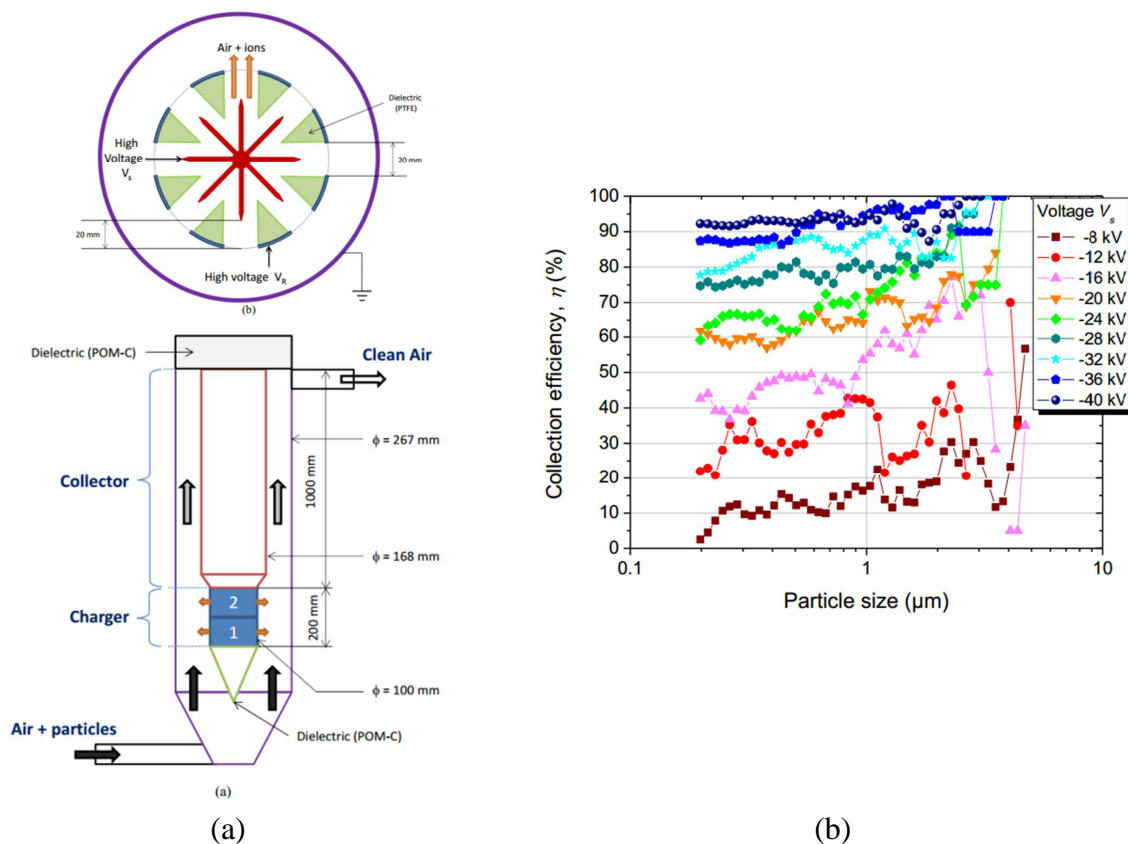 Air + ions
Dielectric
(PTFE)
High
Voltage
Vs
20 mm
20 mm
High voltage VR
(b)
Dielectric (POM-C)
Clean Air
ϕ = 267 mm
Collector
1000 mm
ϕ = 168 mm
Charger
2
1
200 mm
ϕ = 100 mm
Air + particles
Dielectric (POM-C)
(a)
(a)
Collection efficiency, η (%)
100
90
80
70
60
50
40
30
20
10
0
0.1
1
10
Particle size (µm)
Voltage Vs
-8 kV
-12 kV
-16 kV
-20 kV
-24 kV
-28 kV
-32 kV
-36 kV
-40 kV
(b)